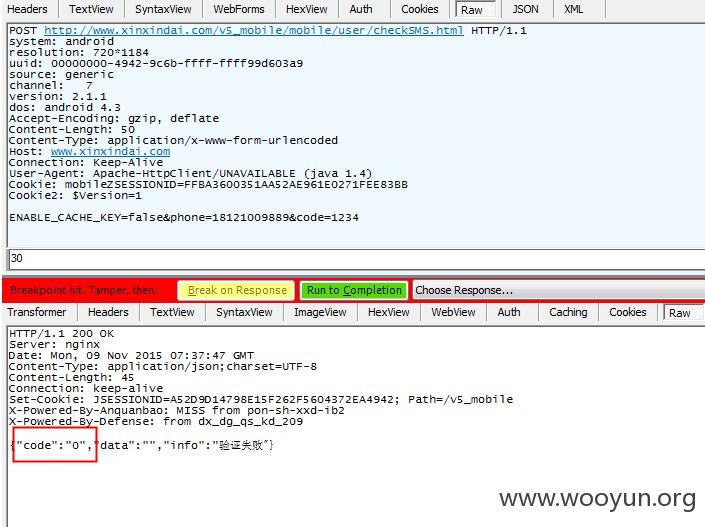 Headers TextView SyntaxView WebForms HexView Auth Cookies Raw JSON XML
POST http://www.xinxindai.com/v5_mobile/mobile/user/checkSMS.html HTTP/1.1
system: android
resolution: 720*1184
uuid: 00000000-4942-9c6b-ffff-ffff99d603a9
source: generic
channel:   7
version: 2.1.1
dos: android 4.3
Accept-Encoding: gzip, deflate
Content-Length: 50
Content-Type: application/x-www-form-urlencoded
Host: www.xinxindai.com
Connection: Keep-Alive
User-Agent: Apache-HttpClient/UNAVAILABLE (java 1.4)
Cookie: mobileZSESSIONID=FFBA3600351AA52AE961E0271FEE83BB
Cookie2: $Version=1
ENABLE_CACHE_KEY=false&phone=18121009889&code=1234
30
Breakpoint hit. Tamper, then: Break on Response Run to Completion Choose Response...
Transformer Headers TextView SyntaxView ImageView HexView WebView Auth Caching Cookies Raw
HTTP/1.1 200 OK
Server: nginx
Date: Mon, 09 Nov 2015 07:37:47 GMT
Content-Type: application/json;charset=UTF-8
Content-Length: 45
Connection: keep-alive
Set-Cookie: JSESSIONID=A52D9D14798E15F262F5604372EA4942; Path=/v5_mobile
X-Powered-By-Anquanbao: MISS from pon-sh-xxd-ib2
X-Powered-By-Defense: from dx_dg_qs_kd_209
{"code":"0","data":"","info":"验证失败"}
www.wooyun.org